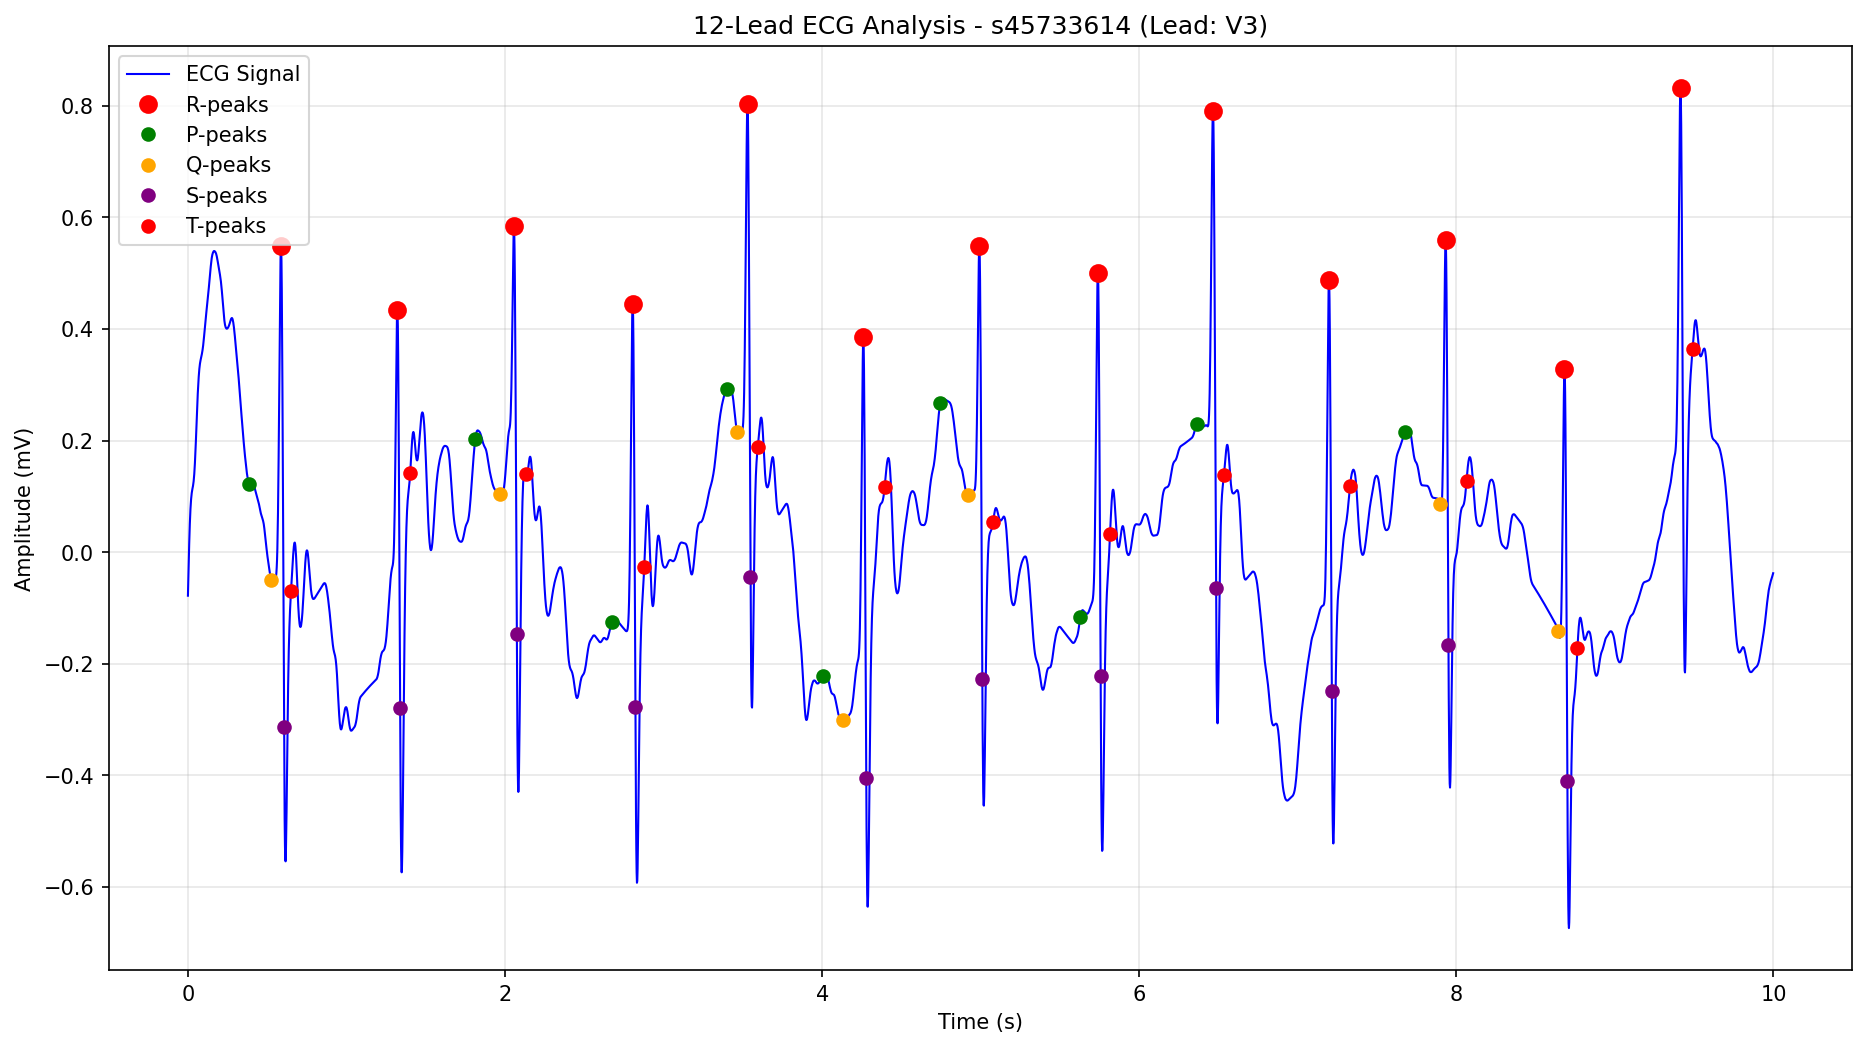 12-Lead ECG Analysis - s45733614 (Lead: V3)
ECG Signal
R-peaks
P-peaks
Q-peaks
S-peaks
T-peaks
Amplitude (mV)
0.8
0.6
0.4
0.2
0.0
−0.2
−0.4
−0.6
0 2 4 6 8 10
Time (s)